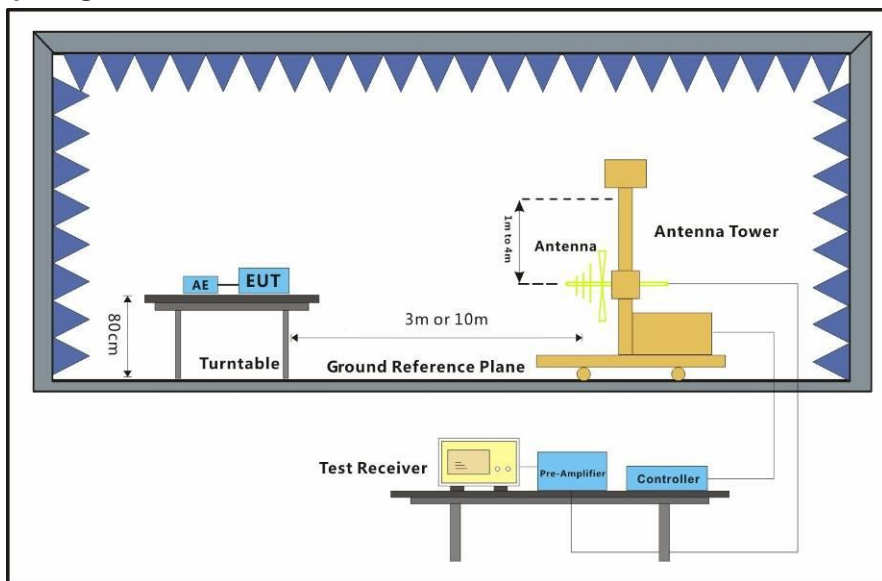 1m to 4m
Antenna
Antenna Tower
AE
EUT
80cm
3m or 10m
Turntable
Ground Reference Plane
Test Receiver
Pre-Amplifier
Controller